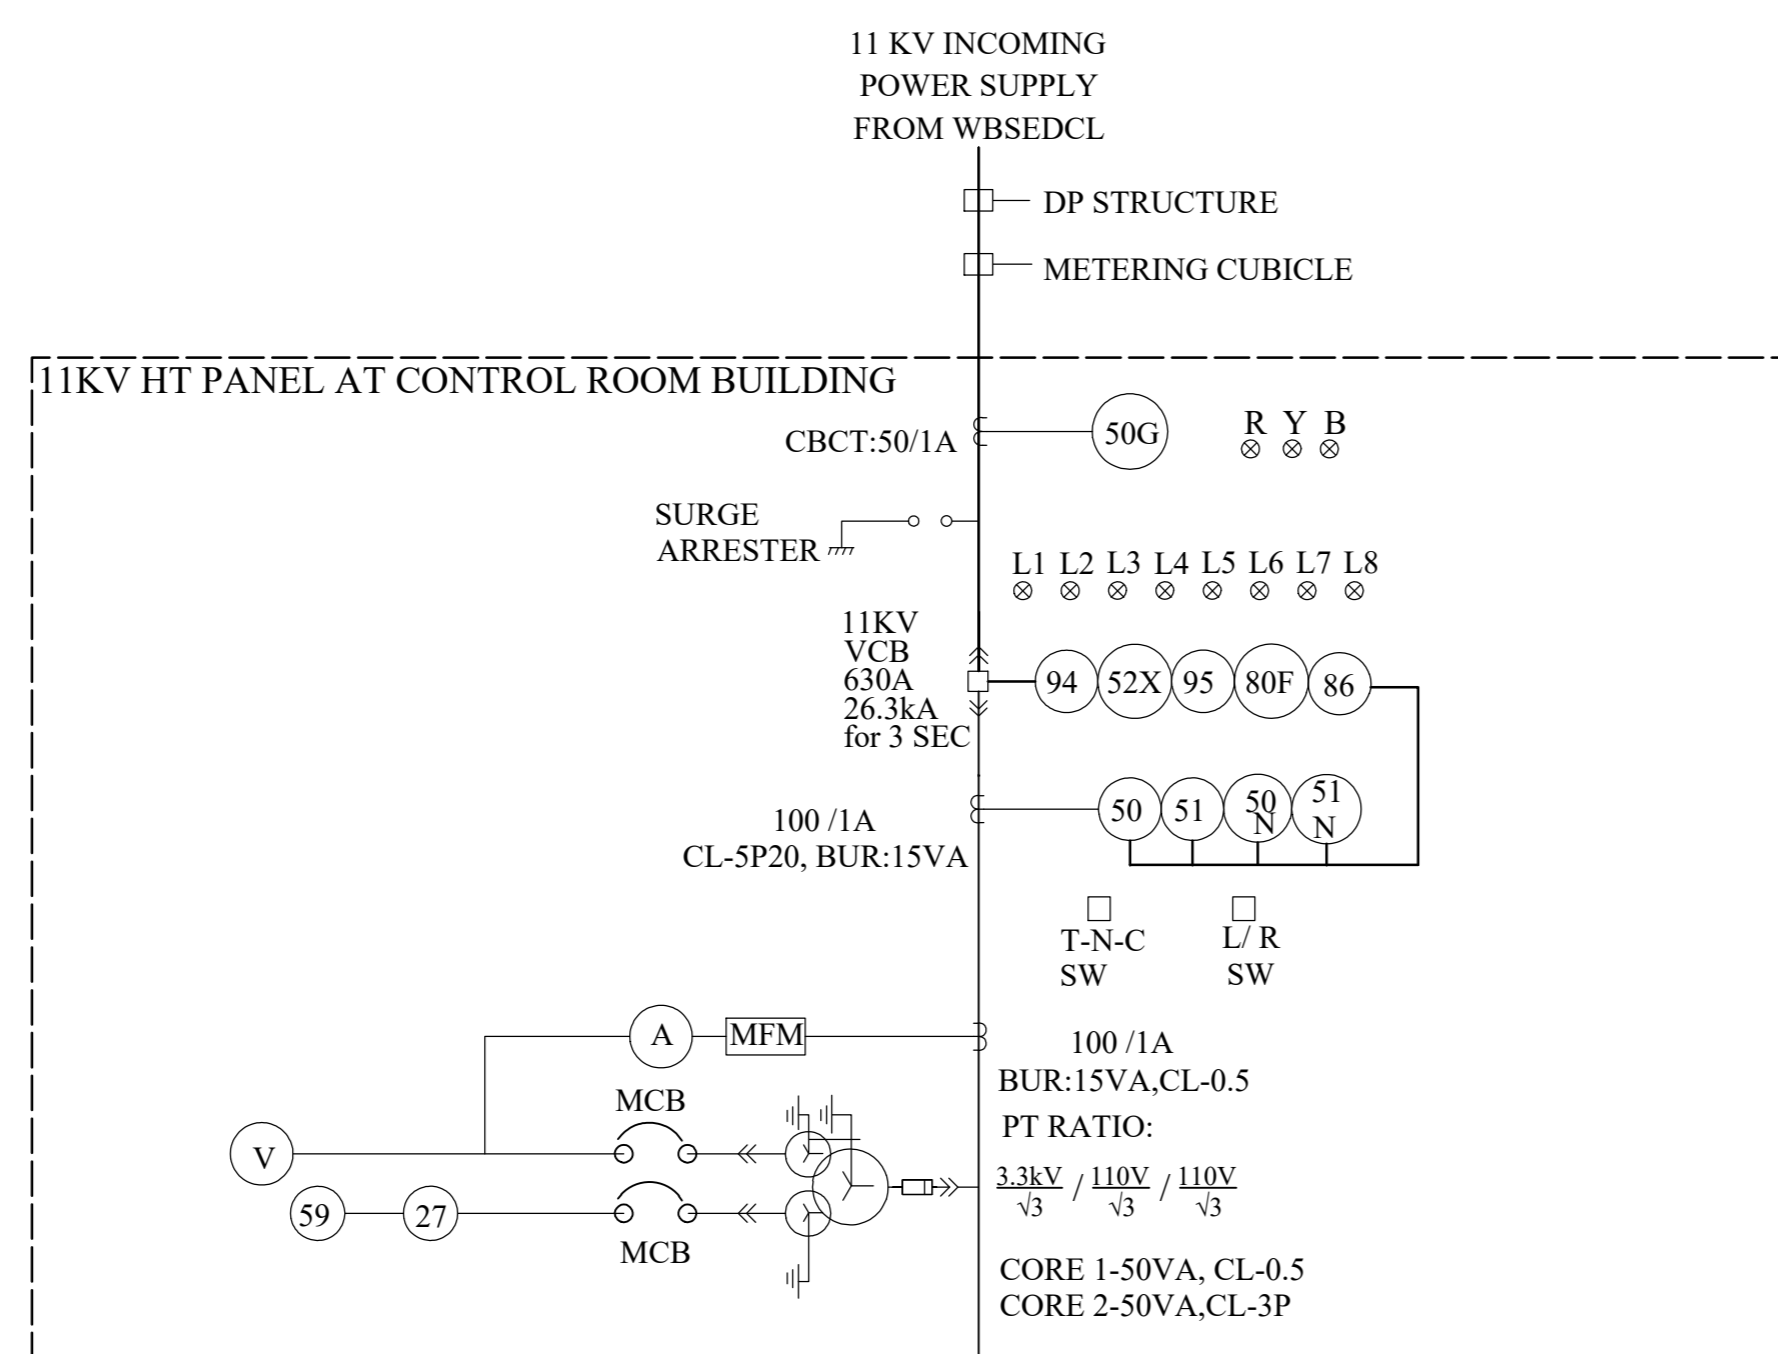 11 KV INCOMING
POWER SUPPLY
FROM WBSEDCL
DP STRUCTURE
METERING CUBICLE
11KV HT PANEL AT CONTROL ROOM BUILDING
CBCT:50/1A
50G
R Y B
SURGE
ARRESTER
L1 L2 L3 L4 L5 L6 L7 L8
11KV
VCB
630A
26.3kA
for 3 SEC
94 52X 95 80F 86
100 /1A
CL-5P20, BUR:15VA
50 51 50N 51N
T-N-C
SW
L/ R
SW
A MFM
100 /1A
BUR:15VA,CL-0.5
MCB
V
PT RATIO:
3.3kV/√3 / 110V/√3 / 110V/√3
59 27
MCB
CORE 1-50VA, CL-0.5
CORE 2-50VA,CL-3P